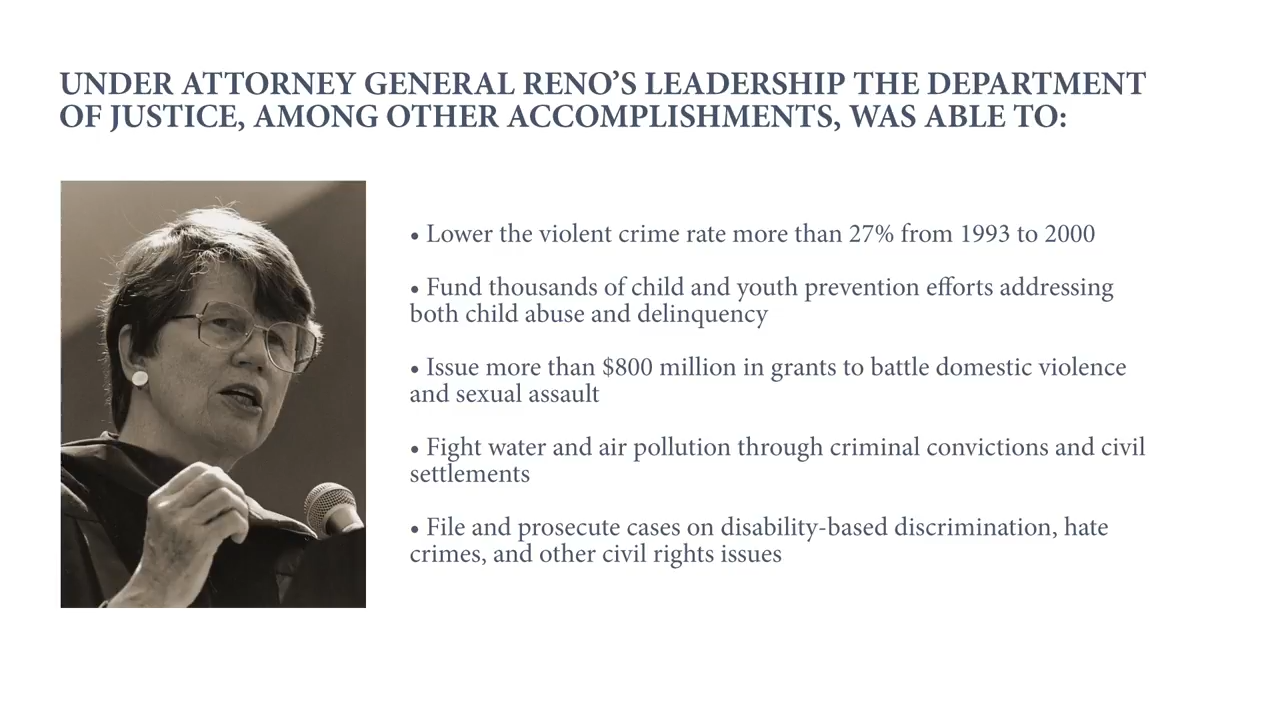 UNDER ATTORNEY GENERAL RENO’S LEADERSHIP THE DEPARTMENT
OF JUSTICE, AMONG OTHER ACCOMPLISHMENTS, WAS ABLE TO:
• Lower the violent crime rate more than 27% from 1993 to 2000
• Fund thousands of child and youth prevention efforts addressing
both child abuse and delinquency
• Issue more than $800 million in grants to battle domestic violence
and sexual assault
• Fight water and air pollution through criminal convictions and civil
settlements
• File and prosecute cases on disability-based discrimination, hate
crimes, and other civil rights issues